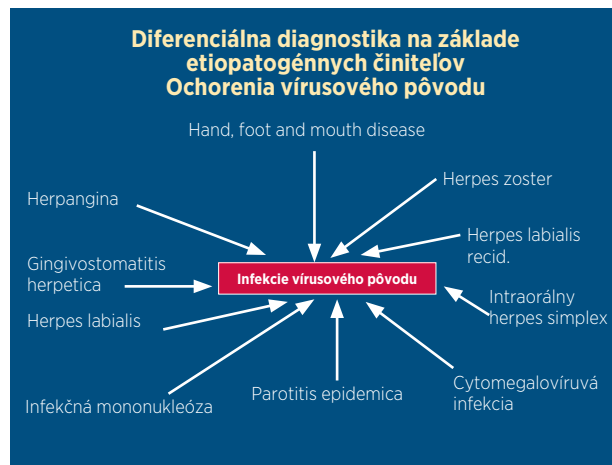 Diferenciálna diagnostika na základe
etiopatogénnych činiteľov
Ochorenia vírusového pôvodu
Hand, foot and mouth disease
Herpes zoster
Herpangina
Herpes labialis
recid.
Gingivostomatitis
herpetica
Infekcie vírusového pôvodu
Intraorálny
herpes simplex
Herpes labialis
Cytomegalovíruvá
infekcia
Parotitis epidemica
Infekčná mononukleóza